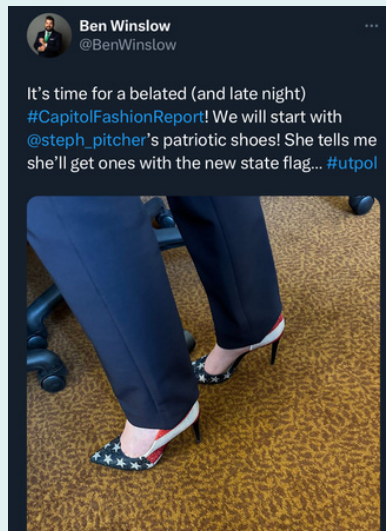 Ben Winslow
@BenWinslow
It's time for a belated (and late night)
#CapitolFashionReport! We will start with
@steph_pitcher's patriotic shoes! She tells me
she'll get ones with the new state flag... #utpol